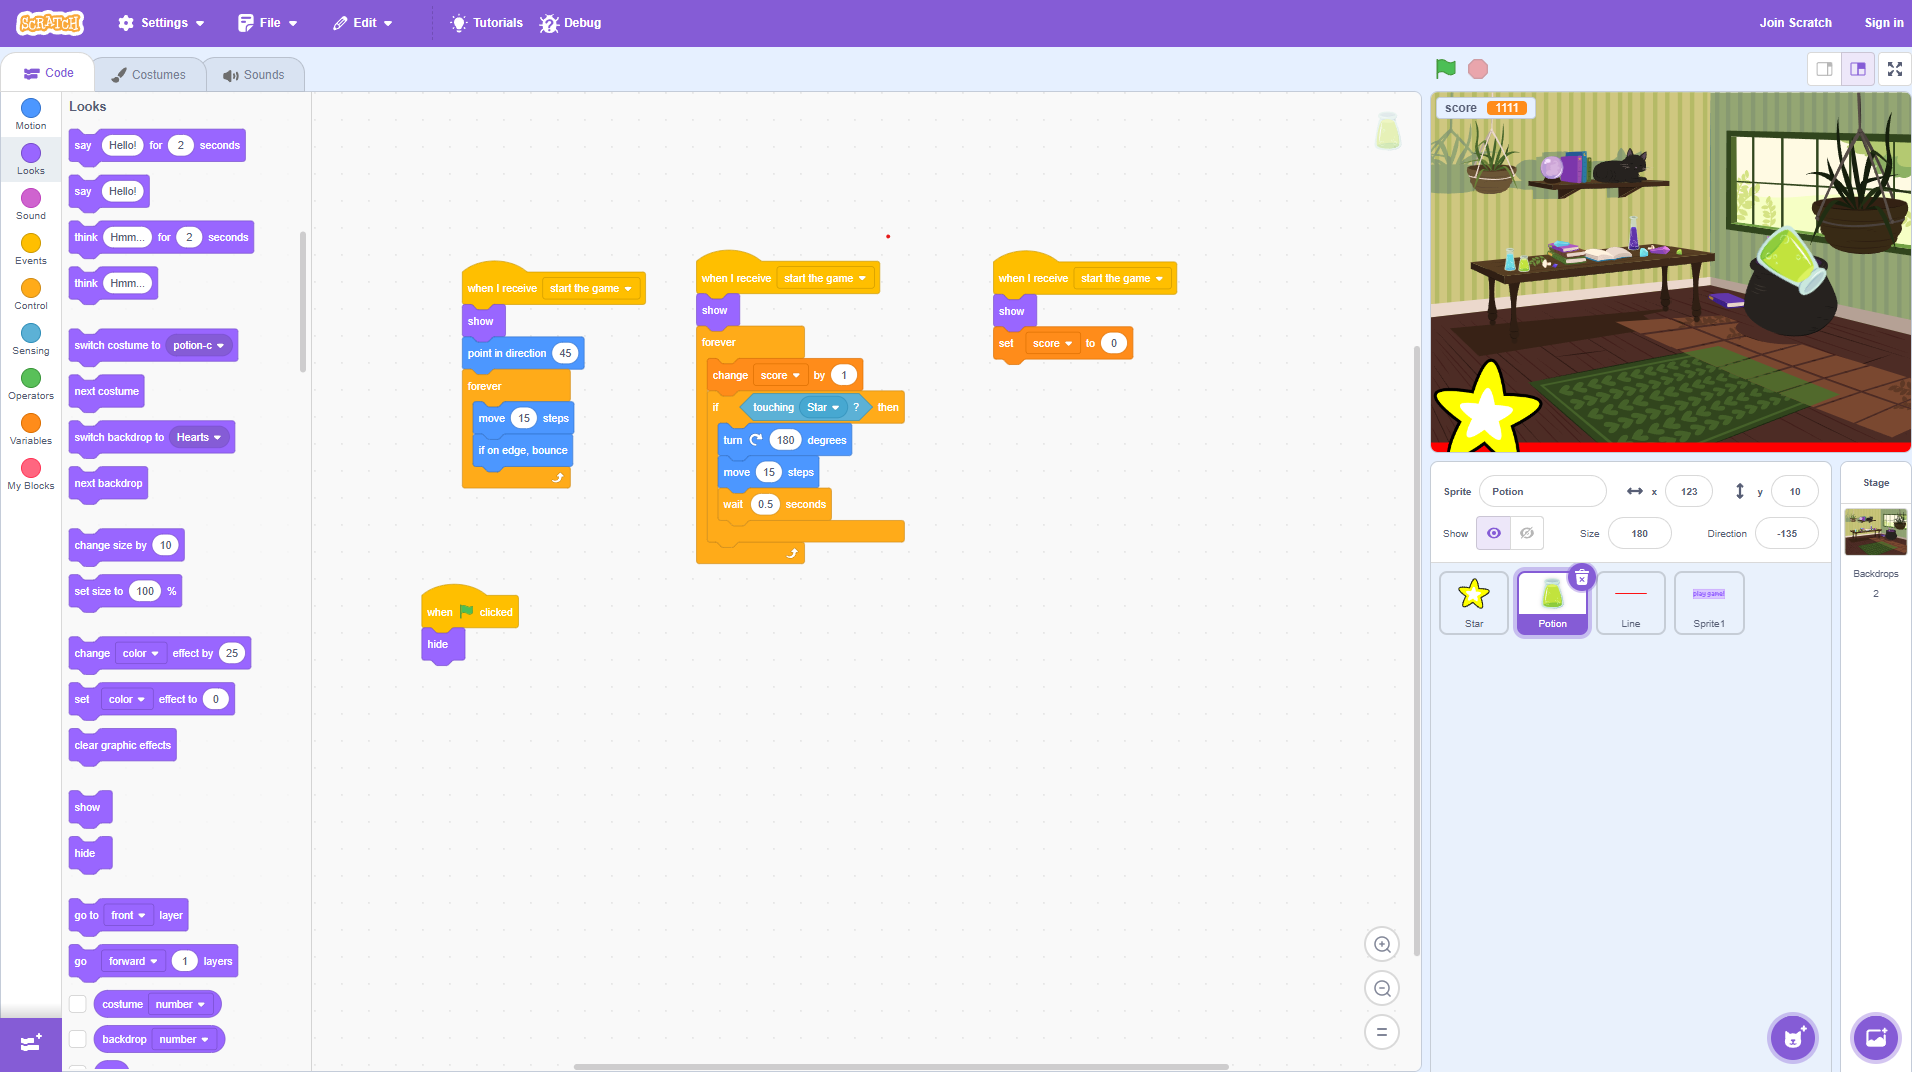 SCRATCH
Settings
File
Edit
Tutorials
Debug
Join Scratch
Sign in
Code
Costumes
Sounds
Motion
Looks
Sound
Events
Control
Sensing
Operators
Variables
My Blocks
Looks
say Hello! for 2 seconds
say Hello!
think Hmm... for 2 seconds
think Hmm...
switch costume to potion-c
next costume
switch backdrop to Hearts
next backdrop
change size by 10
set size to 100 %
change color effect by 25
set color effect to 0
clear graphic effects
show
hide
go to front layer
go forward 1 layers
costume number
backdrop number
when I receive start the game
show
point in direction 45
forever
move 15 steps
if on edge, bounce
when I receive start the game
show
forever
change score by 1
if touching Star ? then
turn 180 degrees
move 15 steps
wait 0.5 seconds
when I receive start the game
show
set score to 0
when clicked
hide
score 1111
Sprite Potion x 123 y 10
Show Size 180 Direction -135
Star
Potion
Line
Sprite1
Stage
Backdrops
2